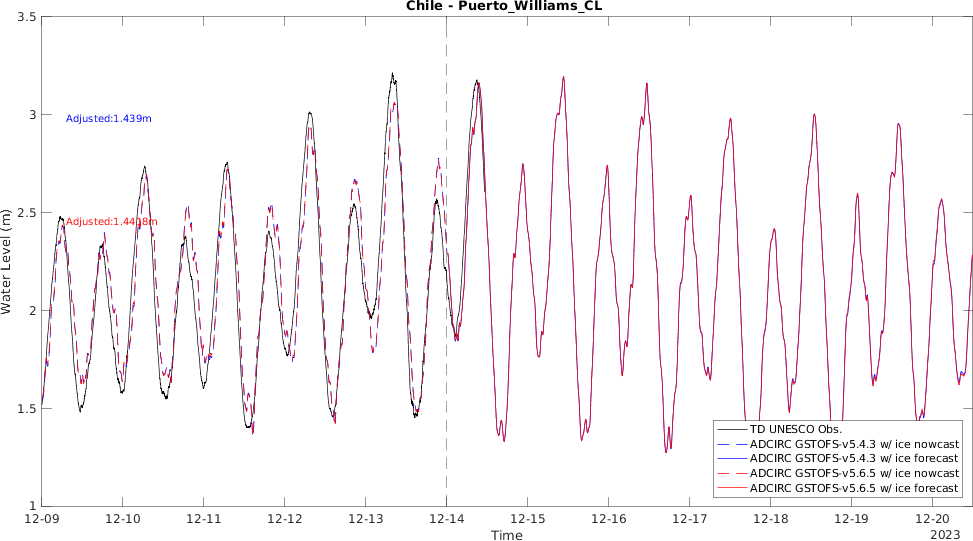 Chile - Puerto_Williams_CL
3.5
3
2.5
2
1.5
1
Water Level (m)
Adjusted:1.439m
Adjusted:1.4408m
TD UNESCO Obs.
ADCIRC GSTOFS-v5.4.3 w/ ice nowcast
ADCIRC GSTOFS-v5.4.3 w/ ice forecast
ADCIRC GSTOFS-v5.6.5 w/ ice nowcast
ADCIRC GSTOFS-v5.6.5 w/ ice forecast
12-09 12-10 12-11 12-12 12-13 12-14 12-15 12-16 12-17 12-18 12-19 12-20
Time
2023